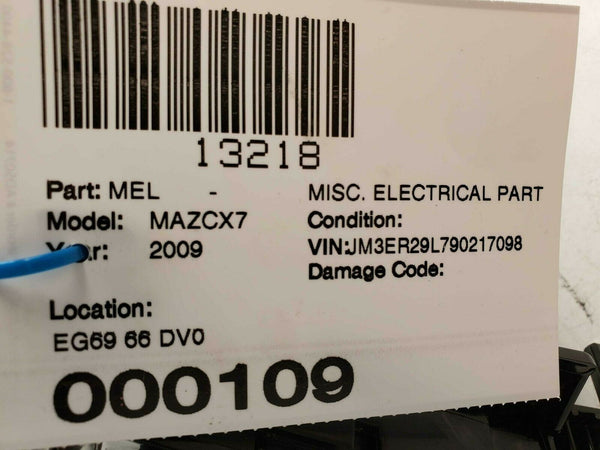 13218
Part: MEL - MISC. ELECTRICAL PART
Model: MAZCX7 Condition:
Year: 2009 VIN:JM3ER29L790217098
Damage Code:
Location:
EG69 66 DV0
000109